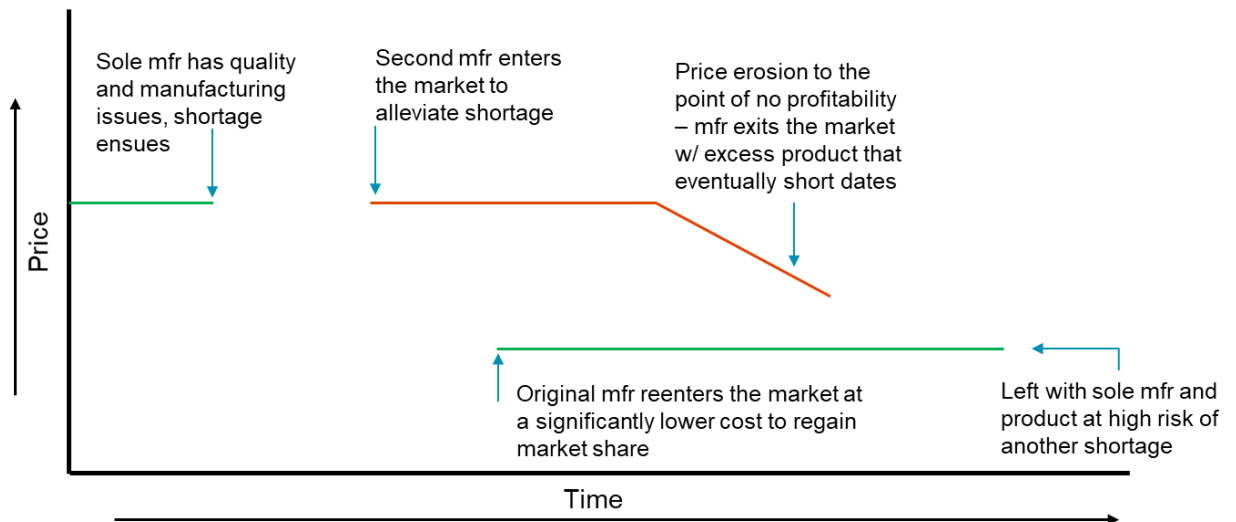 Sole mfr has quality
and manufacturing
issues, shortage
ensues
Second mfr enters
the market to
alleviate shortage
Price erosion to the
point of no profitability
– mfr exits the market
w/ excess product that
eventually short dates
Price
Original mfr reenters the market at
a significantly lower cost to regain
market share
Left with sole mfr and
product at high risk of
another shortage
Time